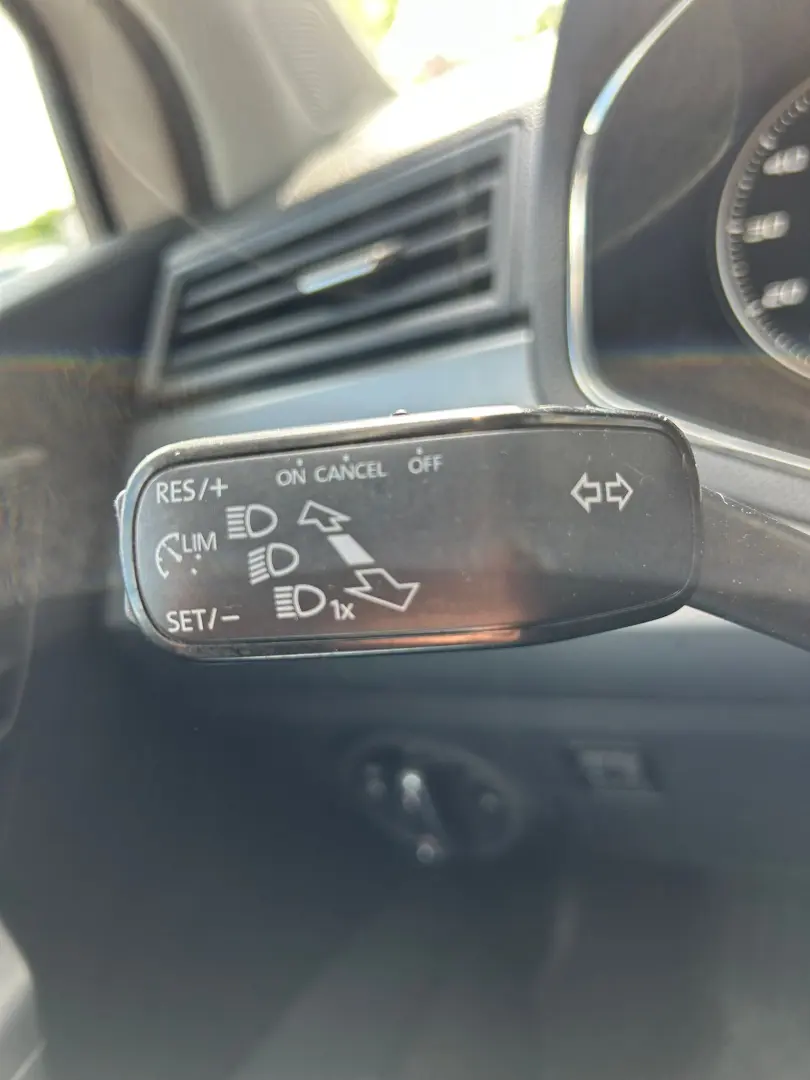 ON CANCEL OFF
RES/+
LIM
SET/-
1x